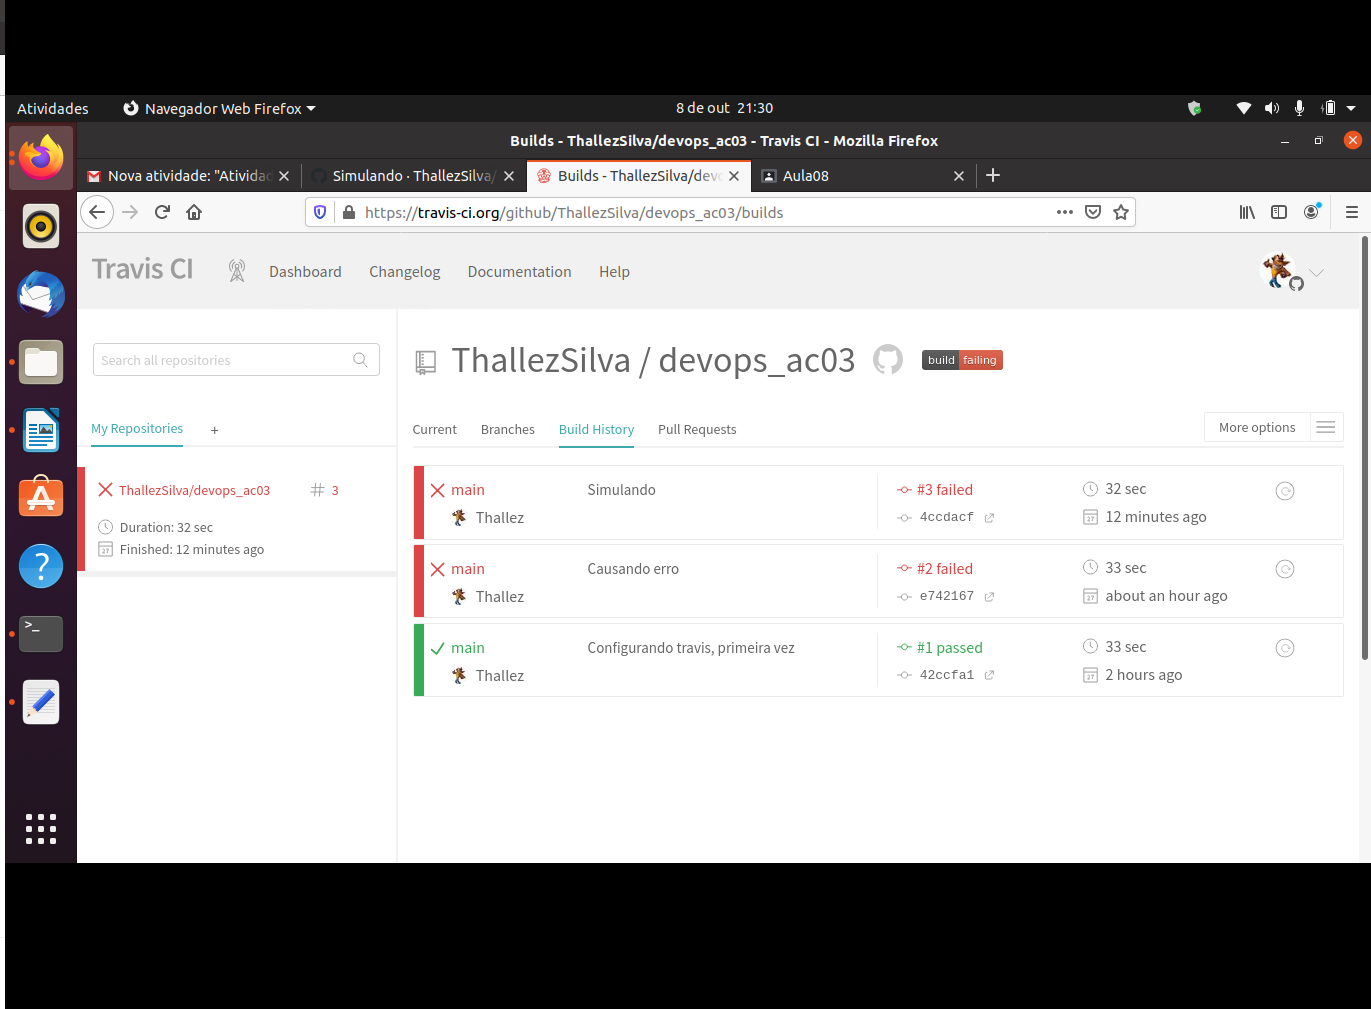 Atividades
Navegador Web Firefox
8 de out 21:30
Builds - ThallezSilva/devops_ac03 - Travis CI - Mozilla Firefox
Nova atividade: "Ativida
Simulando · ThallezSilva/
Builds - ThallezSilva/devo
Aula08
https://travis-ci.org/github/ThallezSilva/devops_ac03/builds
Travis CI
Dashboard
Changelog
Documentation
Help
Search all repositories
My Repositories
+
ThallezSilva/devops_ac03
# 3
Duration: 32 sec
Finished: 12 minutes ago
ThallezSilva / devops_ac03
build failing
Current
Branches
Build History
Pull Requests
More options
main
Simulando
#3 failed
32 sec
Thallez
4ccdacf
12 minutes ago
main
Causando erro
#2 failed
33 sec
Thallez
e742167
about an hour ago
main
Configurando travis, primeira vez
#1 passed
33 sec
Thallez
42ccfa1
2 hours ago